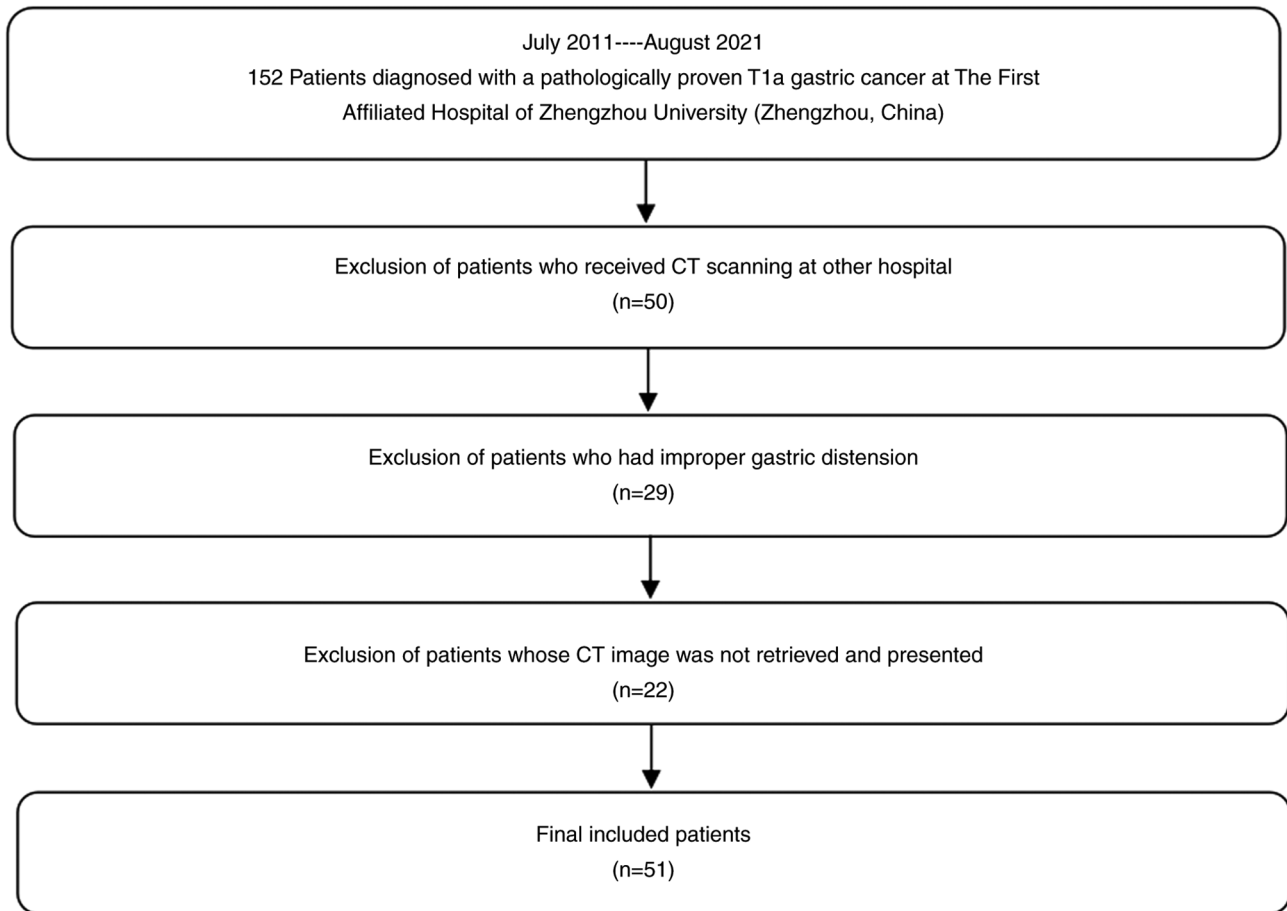 July 2011----August 2021
152 Patients diagnosed with a pathologically proven T1a gastric cancer at The First
Affiliated Hospital of Zhengzhou University (Zhengzhou, China)
Exclusion of patients who received CT scanning at other hospital
(n=50)
Exclusion of patients who had improper gastric distension
(n=29)
Exclusion of patients whose CT image was not retrieved and presented
(n=22)
Final included patients
(n=51)